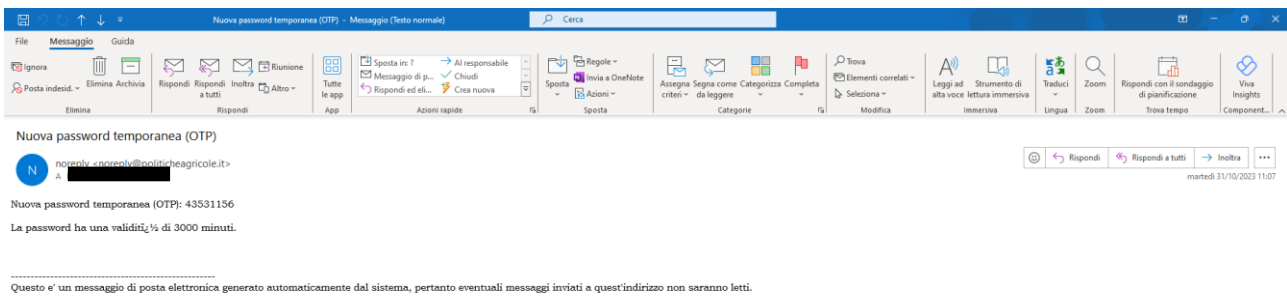 Nuova password temporanea (OTP) - Messaggio (Testo normale)
Cerca
File Messaggio Guida
Ignora
Posta indesid.
Elimina Archivia
Rispondi Rispondi a tutti Inoltra
Riunione
Altro
Tutte le app
Sposta in: ?
Messaggio di p...
Rispondi ed eli...
Al responsabile
Chiudi
Crea nuova
Sposta
Regole
Invia a OneNote
Azioni
Assegna criteri
Segna come da leggere
Categorizza
Completa
Trova
Elementi correlati
Seleziona
Leggi ad alta voce
Strumento di lettura immersiva
Traduci
Zoom
Rispondi con il sondaggio di pianificazione
Viva Insights
Elimina Rispondi App Azioni rapide Sposta Categorie Modifica Immersiva Lingua Zoom Trova tempo Component...
Nuova password temporanea (OTP)
N
noreply <noreply@politicheagricole.it>
A
Rispondi Rispondi a tutti Inoltra
martedì 31/10/2023 11:07
Nuova password temporanea (OTP): 43531156
La password ha una validitï¿½ di 3000 minuti.
----------------------------------------------------
Questo e' un messaggio di posta elettronica generato automaticamente dal sistema, pertanto eventuali messaggi inviati a quest'indirizzo non saranno letti.